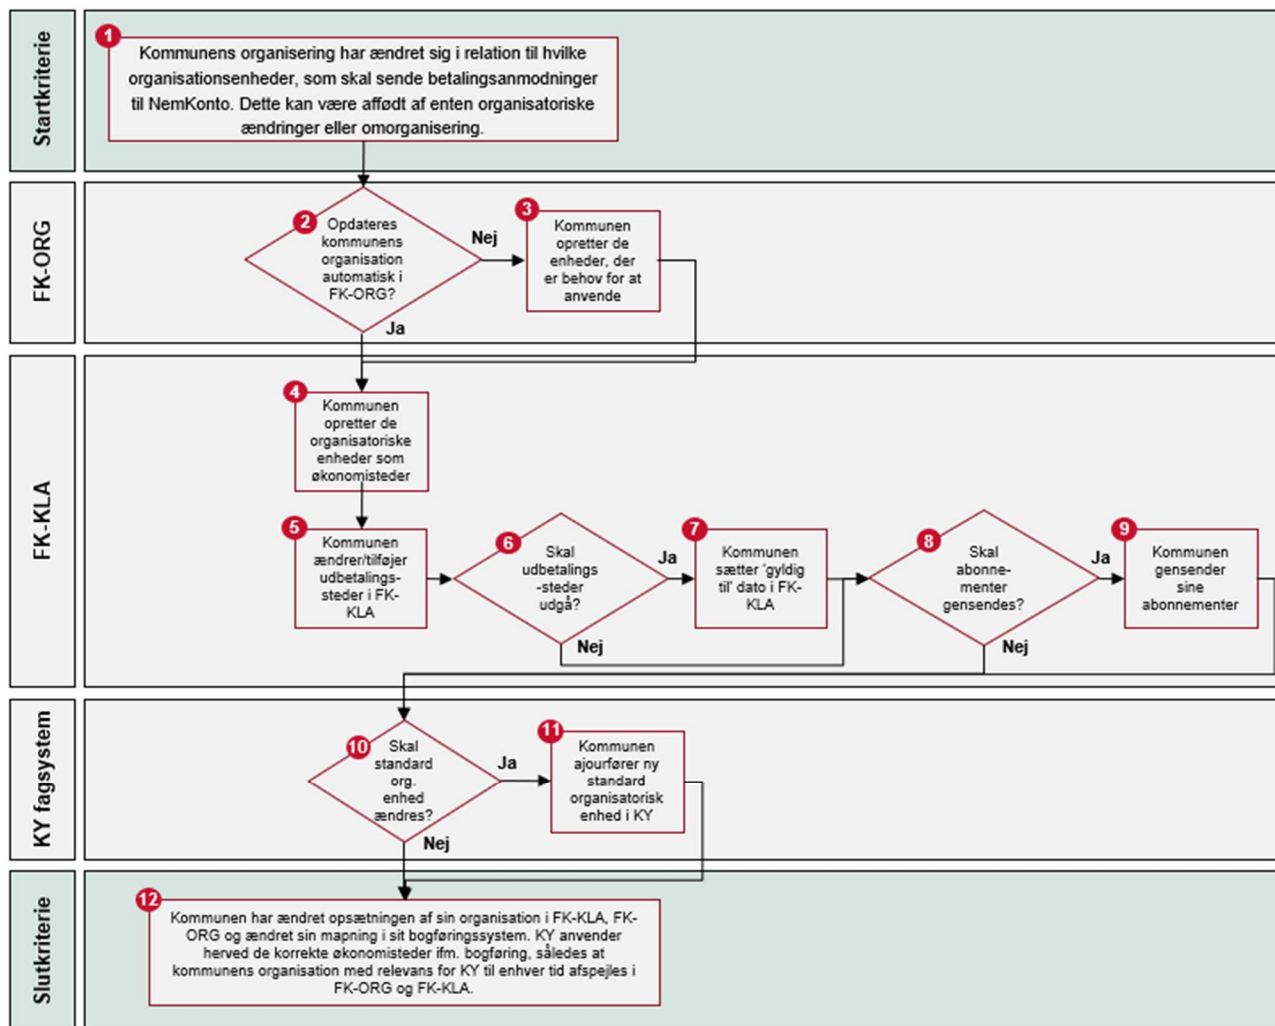 Startkriterie
1
Kommunens organisering har ændret sig i relation til hvilke
organisationsenheder, som skal sende betalingsanmodninger
til NemKonto. Dette kan være affødt af enten organisatoriske
ændringer eller omorganisering.
FK-ORG
2
Opdateres
kommunens
organisation
automatisk i
FK-ORG?
Nej
Ja
3
Kommunen
opretter de
enheder, der
er behov for at
anvende
FK-KLA
4
Kommunen
opretter de
organisatoriske
enheder som
økonomisteder
5
Kommunen
ændrer/tilføjer
udbetalings-
steder i FK-
KLA
6
Skal
udbetalings
-steder
udgå?
Ja
Nej
7
Kommunen
sætter 'gyldig
til' dato i FK-
KLA
8
Skal
abonne-
menter
gensendes?
Ja
Nej
9
Kommunen
gensender
sine
abonnementer
KY fagsystem
10
Skal
standard
org.
enhed
ændres?
Ja
Nej
11
Kommunen
ajourfører ny
standard
organisatorisk
enhed i KY
Slutkriterie
12
Kommunen har ændret opsætningen af sin organisation i FK-KLA, FK-
ORG og ændret sin mapning i sit bogføringssystem. KY anvender
herved de korrekte økonomisteder ifm. bogføring, således at
kommunens organisation med relevans for KY til enhver tid afspejles i
FK-ORG og FK-KLA.